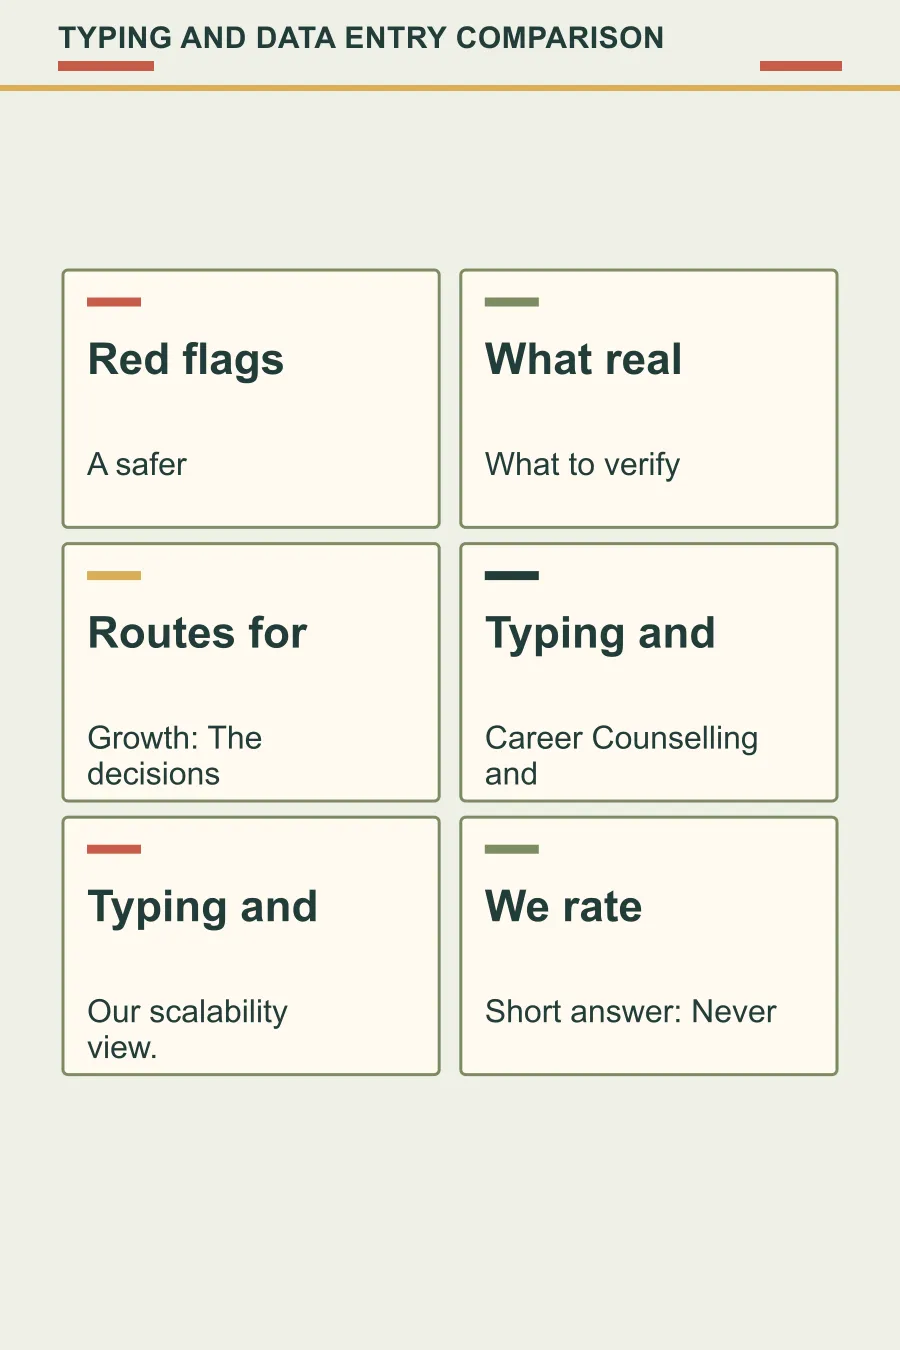 TYPING AND DATA ENTRY COMPARISON
Red flags
A safer
What real
What to verify
Routes for
Growth: The
decisions
Typing and
Career Counselling
and
Typing and
Our scalability
view.
We rate
Short answer: Never